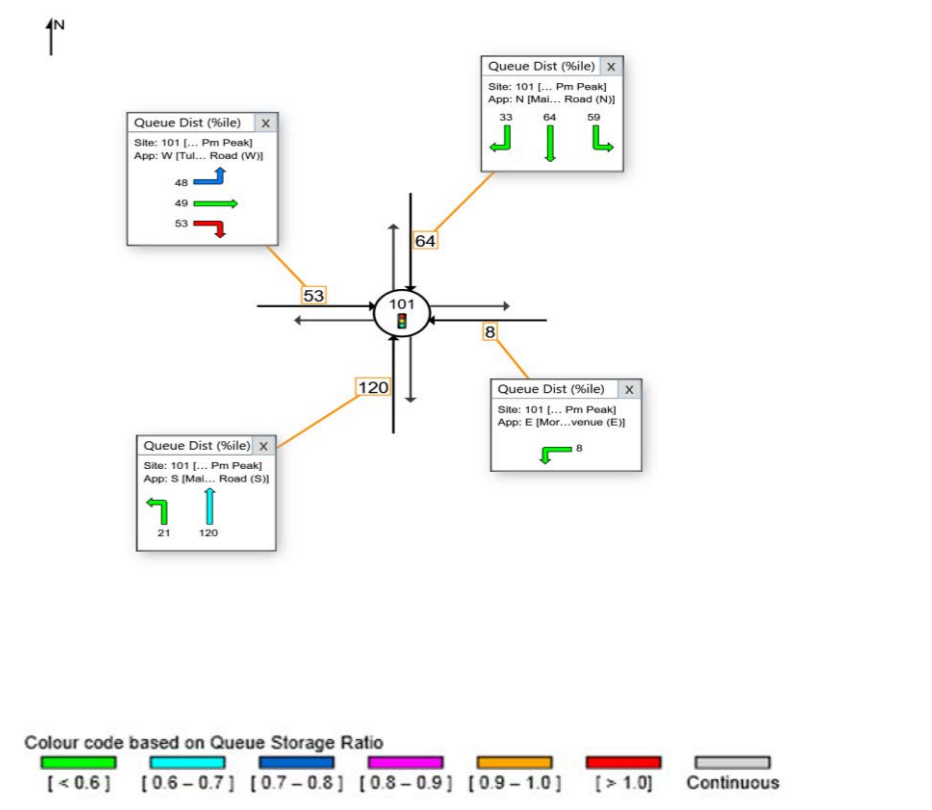 N
Queue Dist (%ile) X
Site: 101 [... Pm Peak]
App: N [Mai... Road (N)]
33 64 59
Queue Dist (%ile) X
Site: 101 [... Pm Peak]
App: W [Tul... Road (W)]
48
49
53
64
53
101
8
120
Queue Dist (%ile) X
Site: 101 [... Pm Peak]
App: E [Mor...venue (E)]
8
Queue Dist (%ile) X
Site: 101 [... Pm Peak]
App: S [Mai... Road (S)]
21 120
Colour code based on Queue Storage Ratio
[ < 0.6 ] [ 0.6 – 0.7 ] [ 0.7 – 0.8 ] [ 0.8 – 0.9 ] [ 0.9 – 1.0 ] [ > 1.0] Continuous